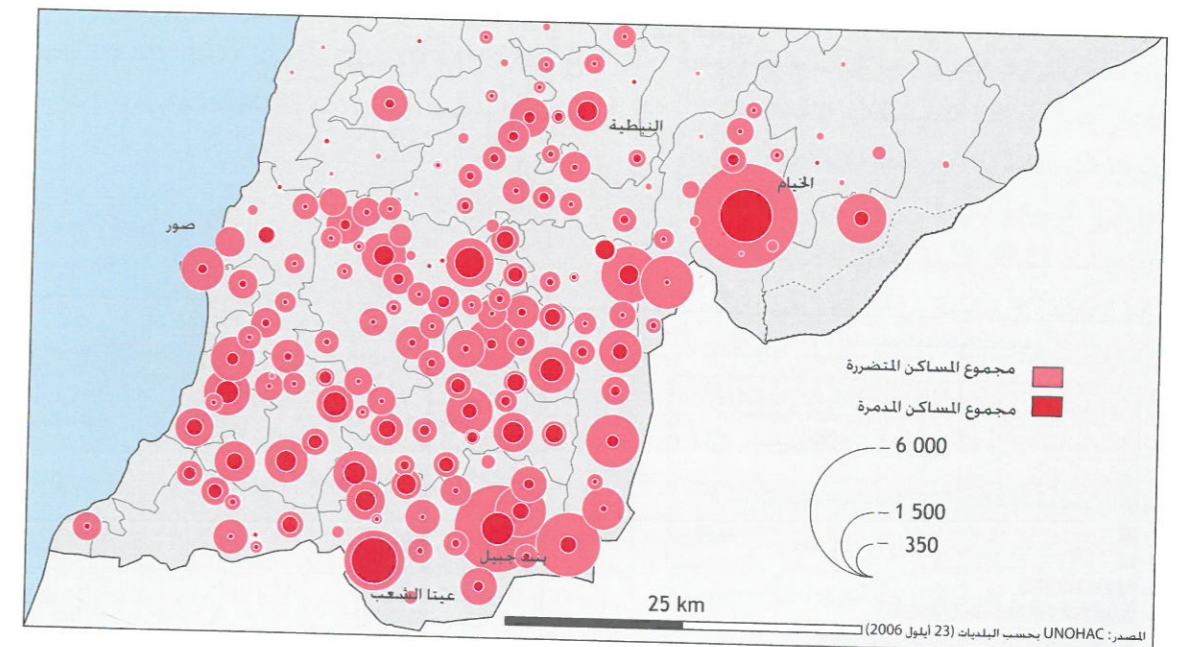 النبطية
الخيام
صور
مجموع المساكن المتضررة
مجموع المساكن المدمرة
6 000
1 500
350
بنت جبيل
عيتا الشعب
25 km
المصدر: UNOHAC بحسب البلديات (23 أيلول 2006)